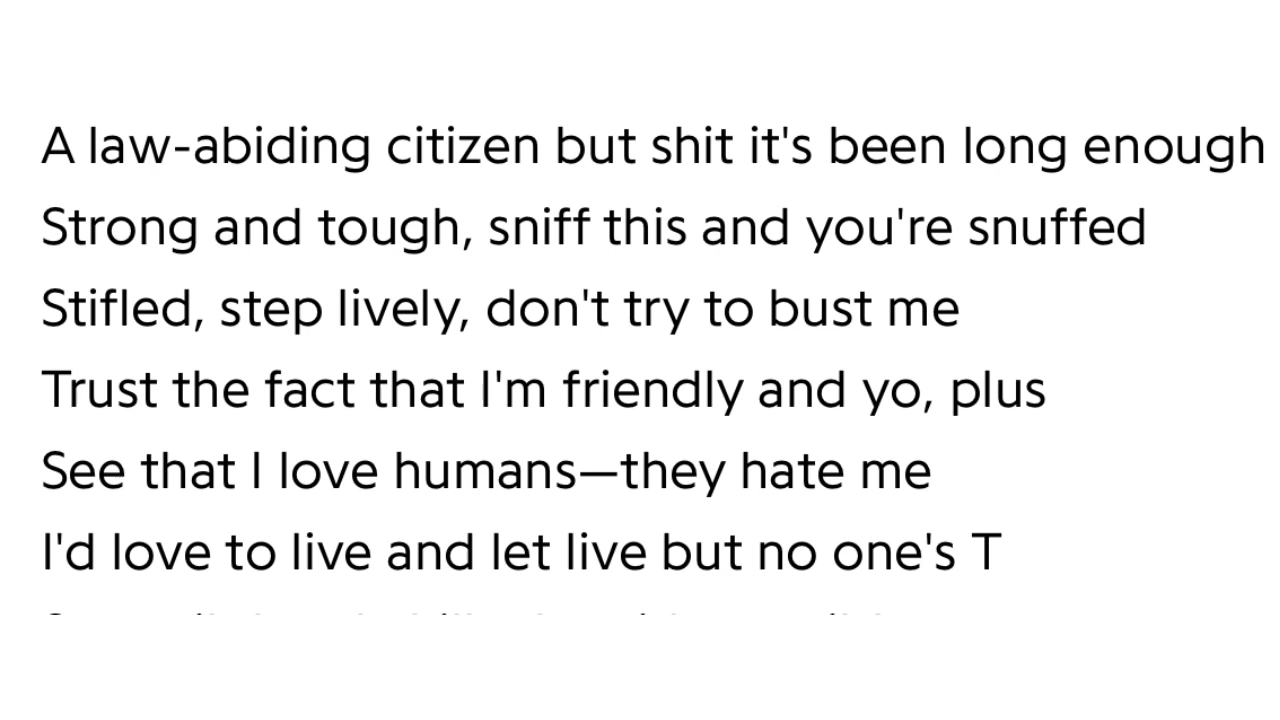 A law-abiding citizen but shit it's been long enough
Strong and tough, sniff this and you're snuffed
Stifled, step lively, don't try to bust me
Trust the fact that I'm friendly and yo, plus
See that I love humans—they hate me
I'd love to live and let live but no one's T